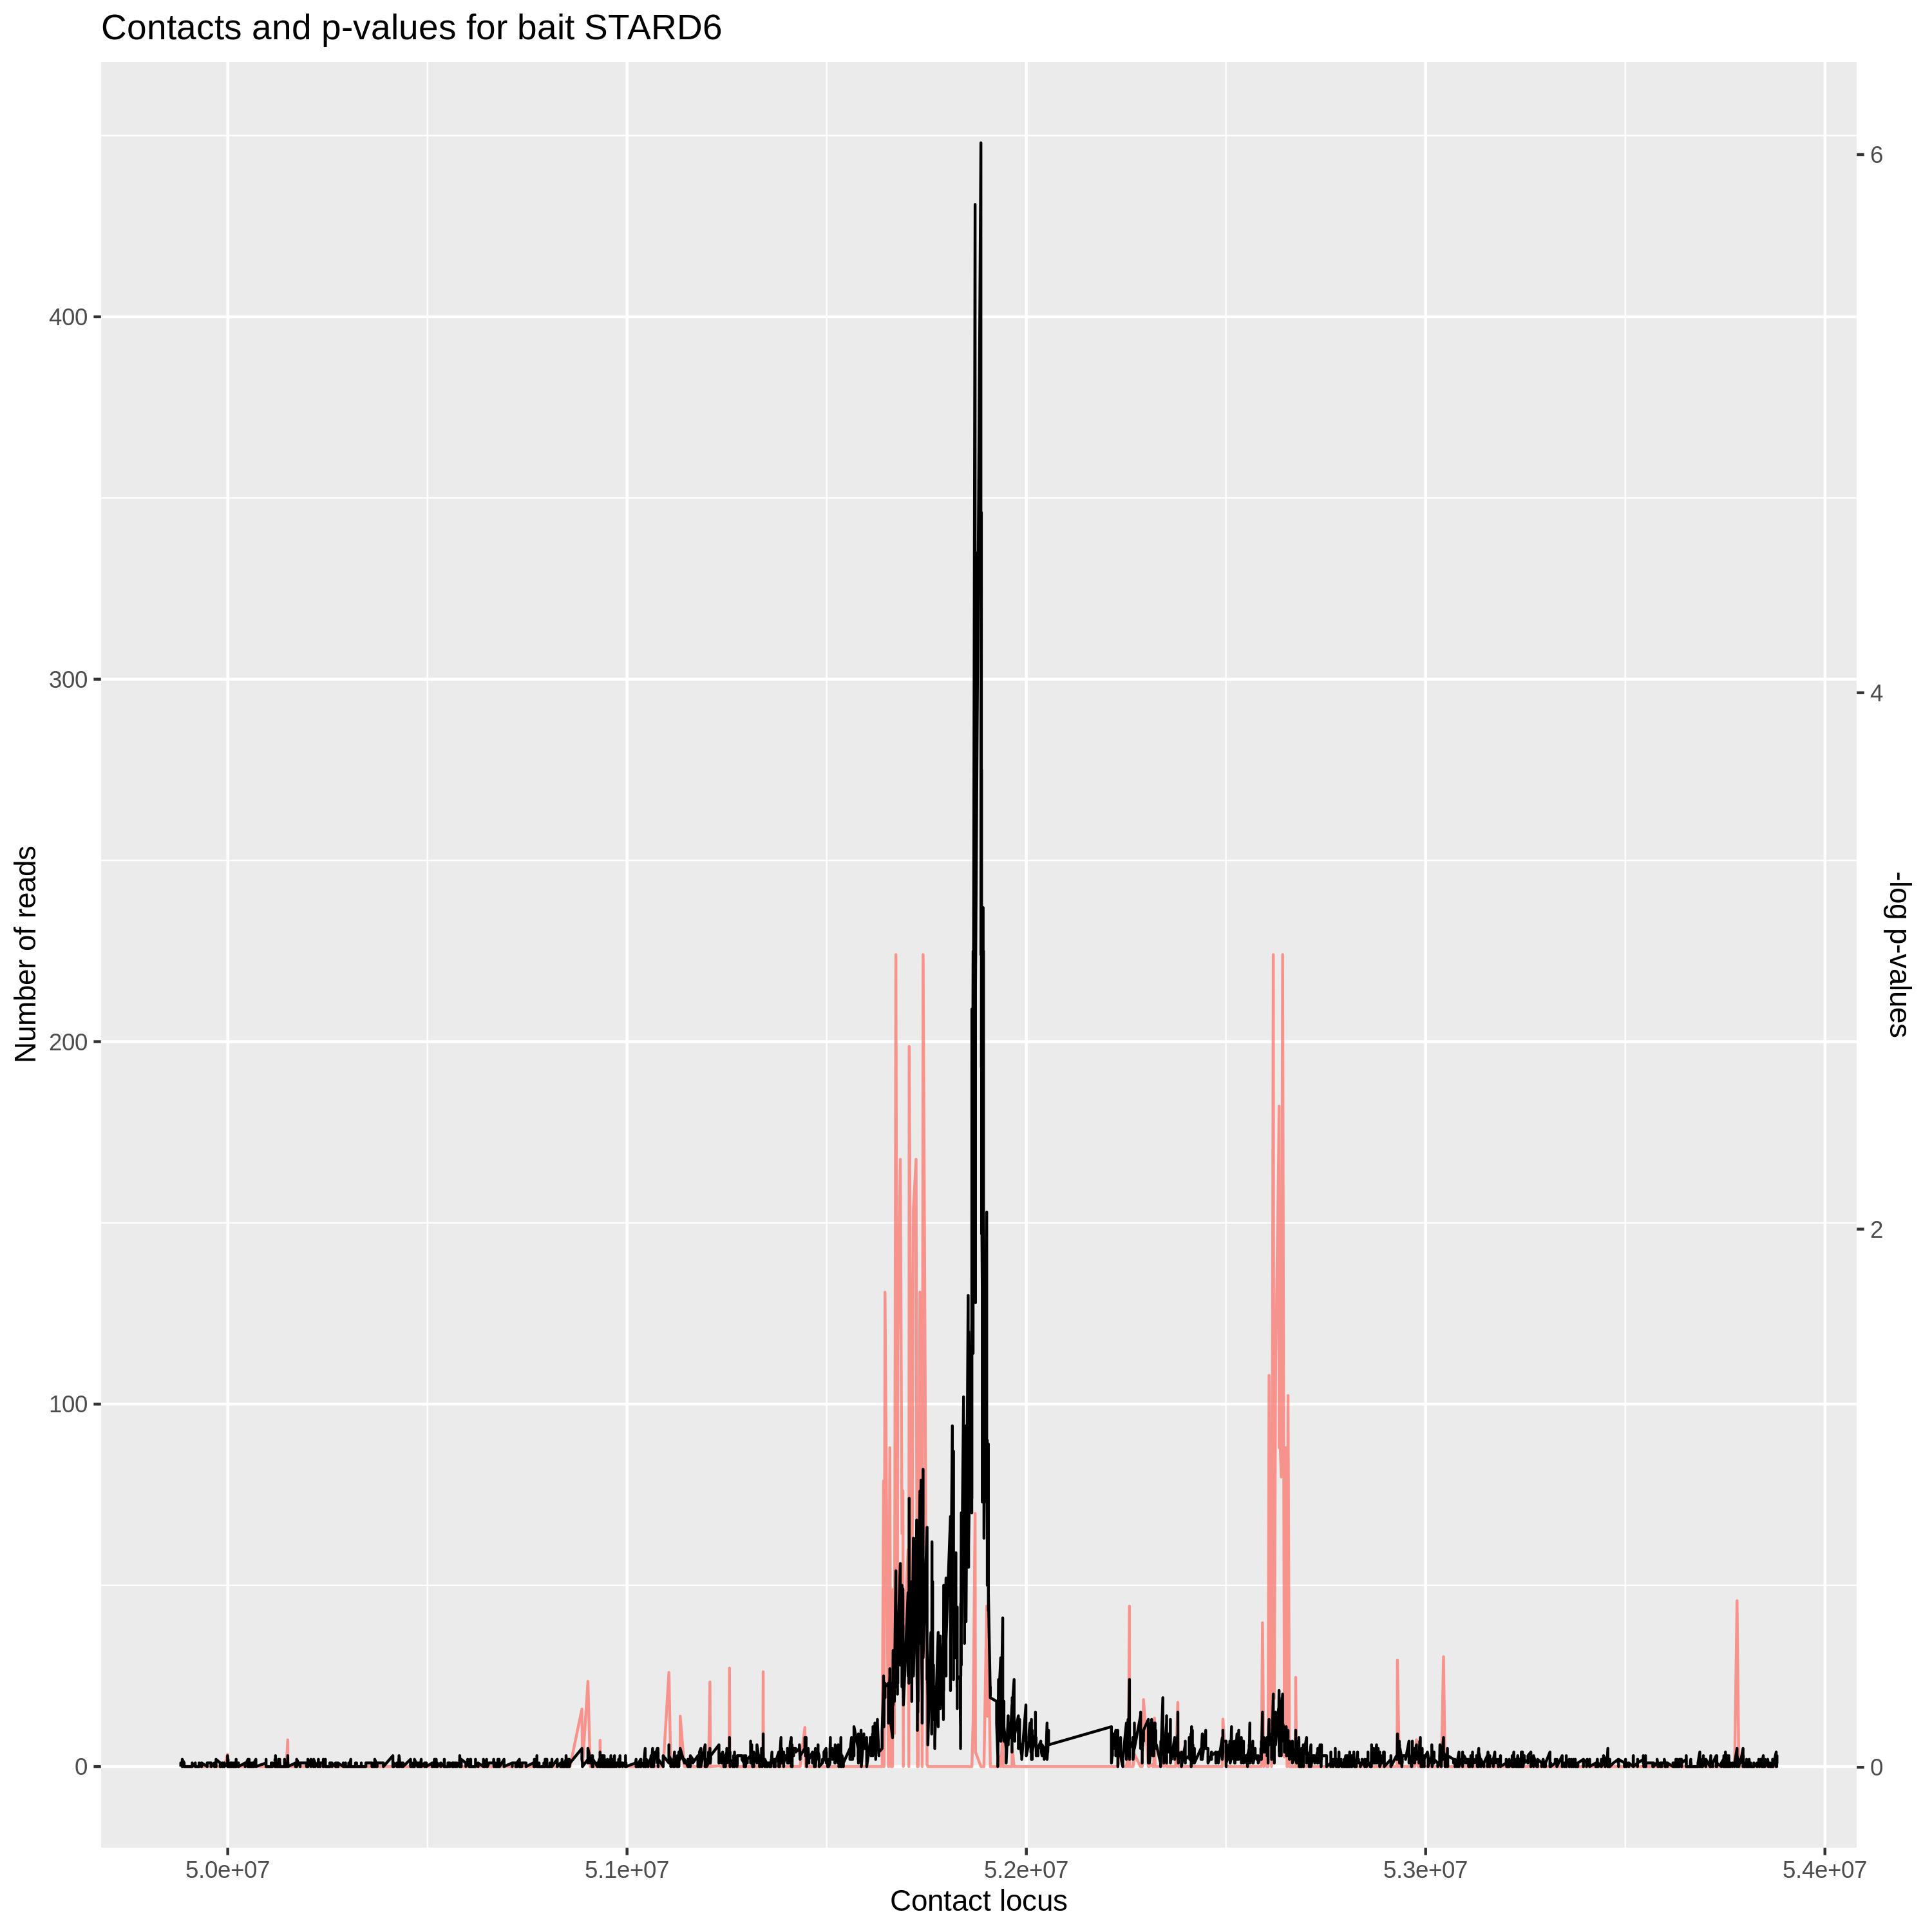 Contacts and p-values for bait STARD6
Number of reads
400
300
200
100
0
6
4
2
0
-log p-values
5.0e+07
5.1e+07
5.2e+07
5.3e+07
5.4e+07
Contact locus